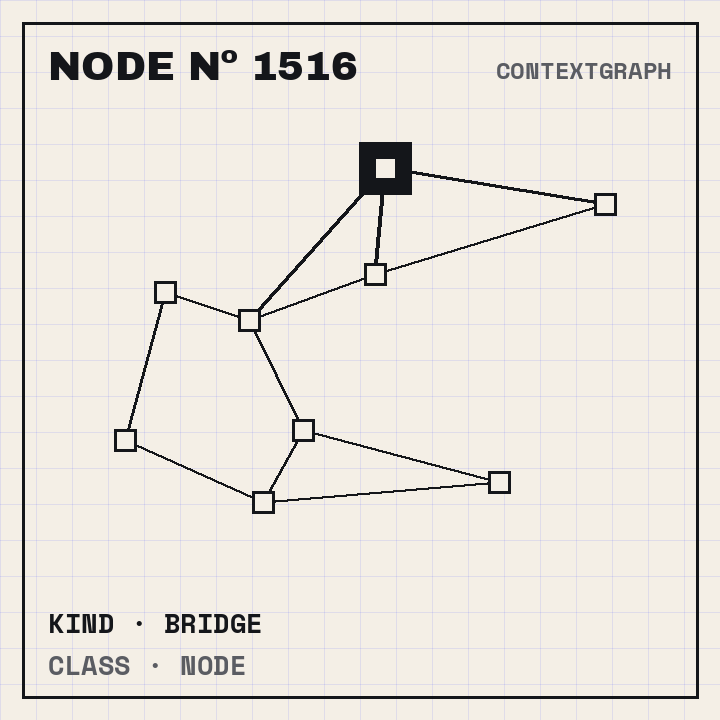 NODE Nº 1516
CONTEXTGRAPH
KIND · BRIDGE
CLASS · NODE